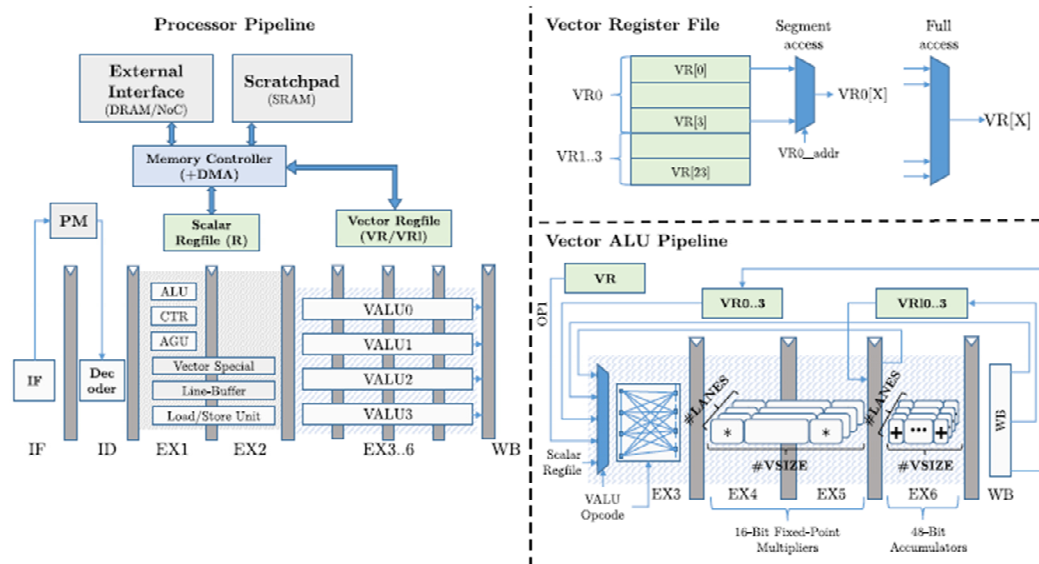 Processor Pipeline
External
Interface
(DRAM/NoC)
Scratchpad
(SRAM)
Memory Controller
(+DMA)
PM
Scalar
Regfile (R)
Vector Regfile
(VR/VRl)
ALU
CTR
AGU
Vector Special
Line-Buffer
Load/Store Unit
VALU0
VALU1
VALU2
VALU3
IF
Dec
oder
IF
ID
EX1
EX2
EX3..6
WB
Vector Register File
Segment
access
Full
access
VR0
VR1..3
VR[0]
VR[3]
VR[23]
VR0[X]
VR0_addr
VR[X]
Vector ALU Pipeline
VR
OP1
VR0..3
VRl0..3
#LANES
#LANES
*
*
+
...
+
#VSIZE
#VSIZE
WB
Scalar
Regfile
VALU
Opcode
EX3
EX4
EX5
EX6
WB
16-Bit Fixed-Point
Multipliers
48-Bit
Accumulators